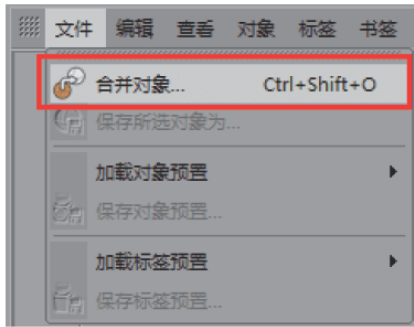 文件 编辑 查看 对象 标签 书签
合并对象... Ctrl+Shift+O
保存所选对象为...
加载对象预置
保存对象预置...
加载标签预置
保存标签预置...